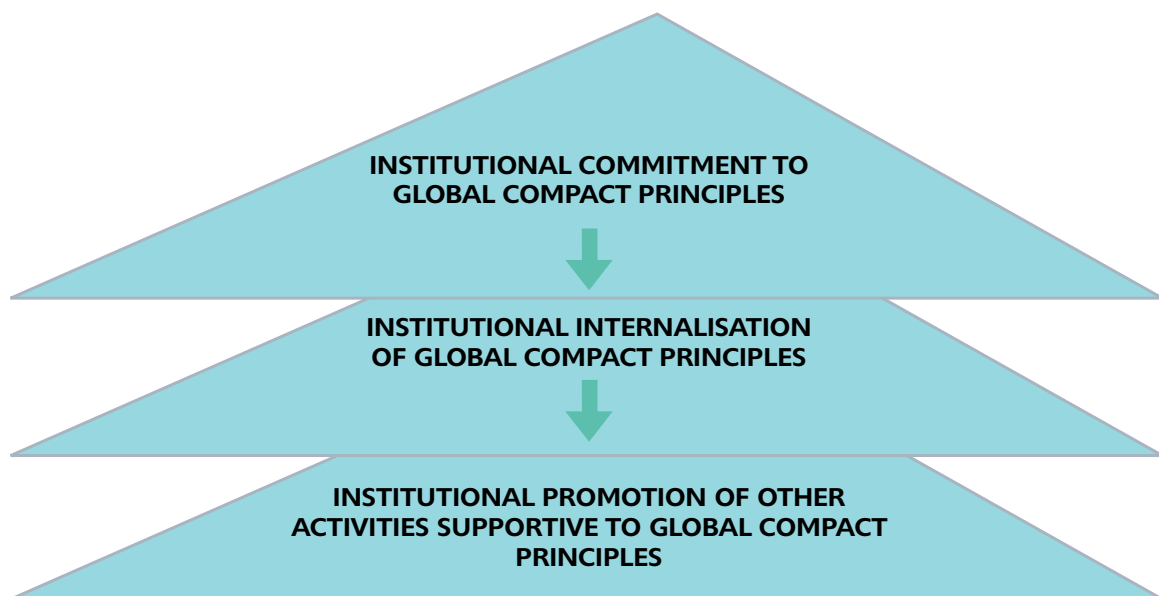 INSTITUTIONAL COMMITMENT TO
GLOBAL COMPACT PRINCIPLES
INSTITUTIONAL INTERNALISATION
OF GLOBAL COMPACT PRINCIPLES
INSTITUTIONAL PROMOTION OF OTHER
ACTIVITIES SUPPORTIVE TO GLOBAL COMPACT
PRINCIPLES